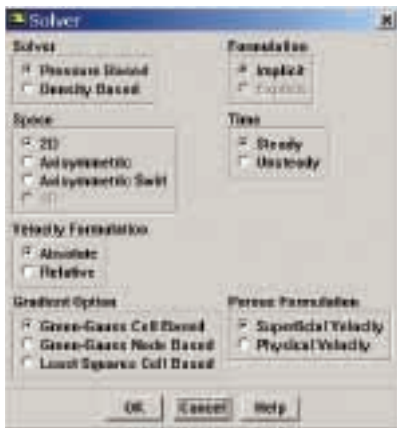 Solver
Solver
Pressure Based
Density Based
Formulation
Implicit
Explicit
Space
2D
Axisymmetric
Axisymmetric Swirl
3D
Time
Steady
Unsteady
Velocity Formulation
Absolute
Relative
Gradient Option
Green-Gauss Cell Based
Green-Gauss Node Based
Least Squares Cell Based
Porous Formulation
Superficial Velocity
Physical Velocity
OK Cancel Help